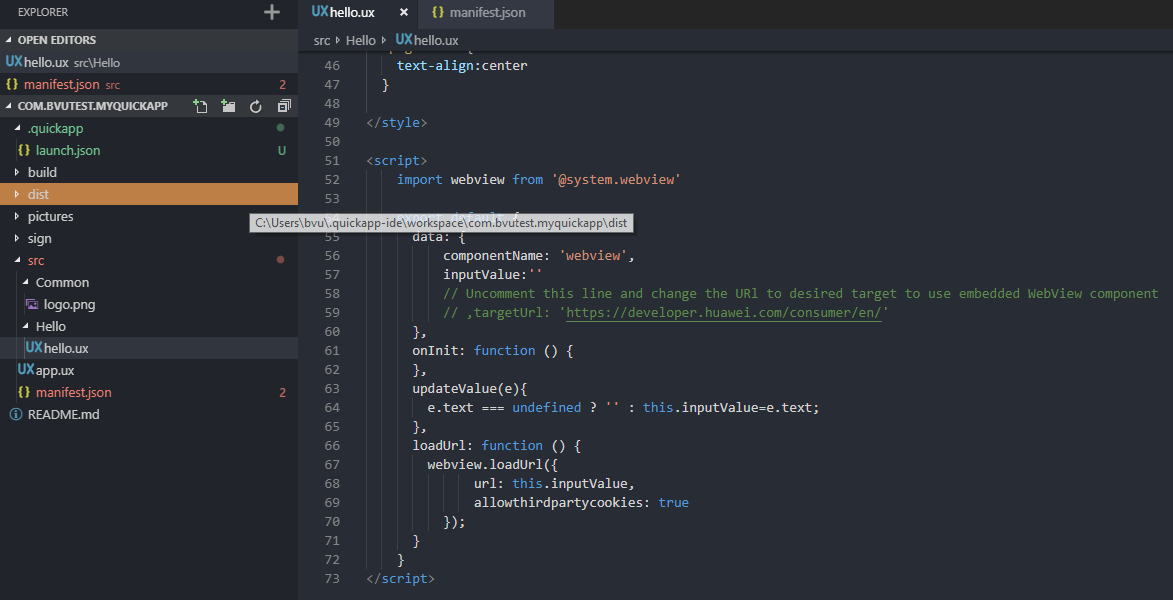 EXPLORER
OPEN EDITORS
UX hello.ux src\Hello
{} manifest.json src 2
COM.BVUTEST.MYQUICKAPP
.quickapp
{} launch.json U
build
dist
pictures
sign
src
Common
logo.png
Hello
UX hello.ux
UX app.ux
{} manifest.json 2
README.md
UX hello.ux ×
{} manifest.json
src Hello UX hello.ux
46 text-align:center
47 }
48
49 </style>
50
51 <script>
52 import webview from '@system.webview'
53
C:\Users\bvu\.quickapp-ide\workspace\com.bvutest.myquickapp\dist
55 data: {
56 componentName: 'webview',
57 inputValue:''
58 // Uncomment this line and change the URl to desired target to use embedded WebView component
59 // ,targetUrl: 'https://developer.huawei.com/consumer/en/'
60 },
61 onInit: function () {
62 },
63 updateValue(e){
64 e.text === undefined ? '' : this.inputValue=e.text;
65 },
66 loadUrl: function () {
67 webview.loadUrl({
68 url: this.inputValue,
69 allowthirdpartycookies: true
70 });
71 }
72 }
73 </script>